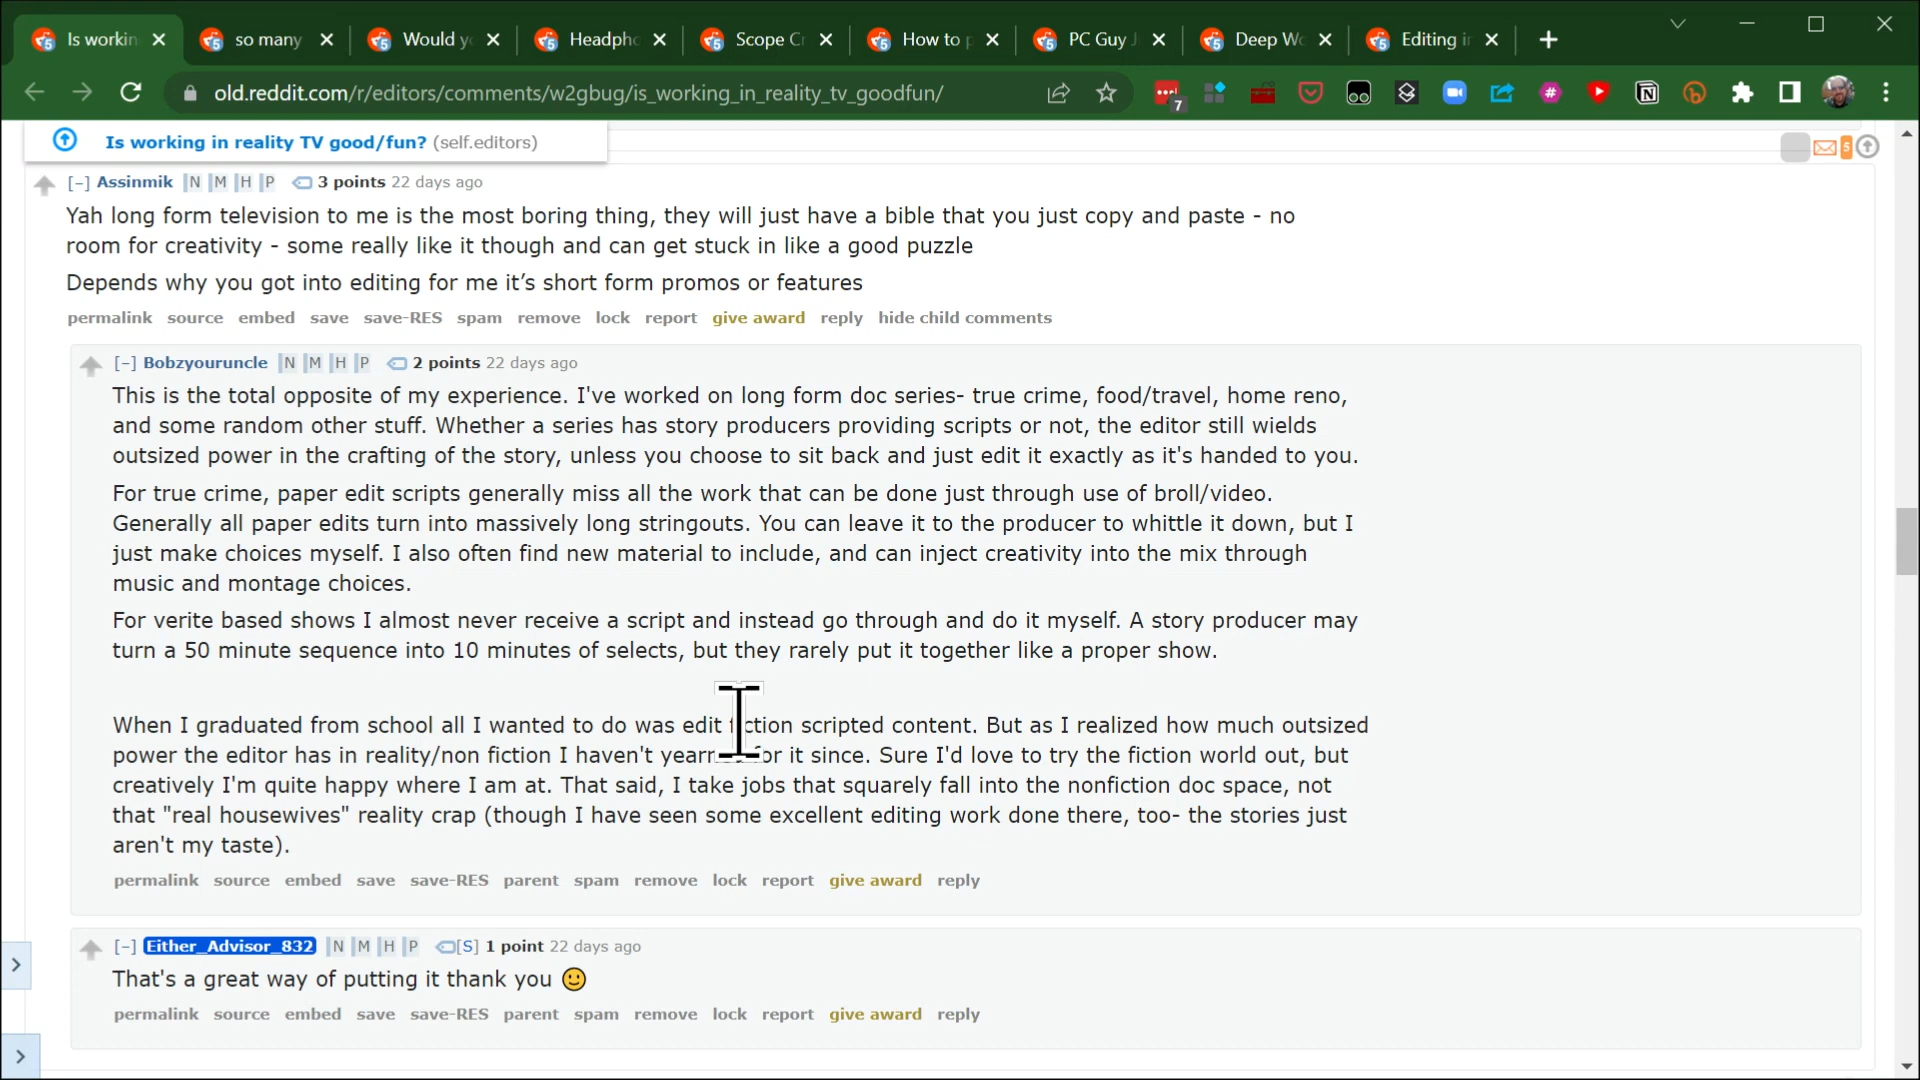 Is workin
so many
Would yo
Headpho
Scope Cr
How to p
PC Guy J
Deep Wo
Editing in
old.reddit.com/r/editors/comments/w2gbug/is_working_in_reality_tv_goodfun/
7
Is working in reality TV good/fun? (self.editors)
5
[–] Assinmik N M H P 3 points 22 days ago
Yah long form television to me is the most boring thing, they will just have a bible that you just copy and paste - no
room for creativity - some really like it though and can get stuck in like a good puzzle
Depends why you got into editing for me it’s short form promos or features
permalink source embed save save-RES spam remove lock report give award reply hide child comments
[–] Bobzyouruncle N M H P 2 points 22 days ago
This is the total opposite of my experience. I've worked on long form doc series- true crime, food/travel, home reno,
and some random other stuff. Whether a series has story producers providing scripts or not, the editor still wields
outsized power in the crafting of the story, unless you choose to sit back and just edit it exactly as it's handed to you.
For true crime, paper edit scripts generally miss all the work that can be done just through use of broll/video.
Generally all paper edits turn into massively long stringouts. You can leave it to the producer to whittle it down, but I
just make choices myself. I also often find new material to include, and can inject creativity into the mix through
music and montage choices.
For verite based shows I almost never receive a script and instead go through and do it myself. A story producer may
turn a 50 minute sequence into 10 minutes of selects, but they rarely put it together like a proper show.
When I graduated from school all I wanted to do was edit fiction scripted content. But as I realized how much outsized
power the editor has in reality/non fiction I haven't yearned for it since. Sure I'd love to try the fiction world out, but
creatively I'm quite happy where I am at. That said, I take jobs that squarely fall into the nonfiction doc space, not
that "real housewives" reality crap (though I have seen some excellent editing work done there, too- the stories just
aren't my taste).
permalink source embed save save-RES parent spam remove lock report give award reply
[–] Either_Advisor_832 N M H P [S] 1 point 22 days ago
That's a great way of putting it thank you 🙂
permalink source embed save save-RES parent spam remove lock report give award reply